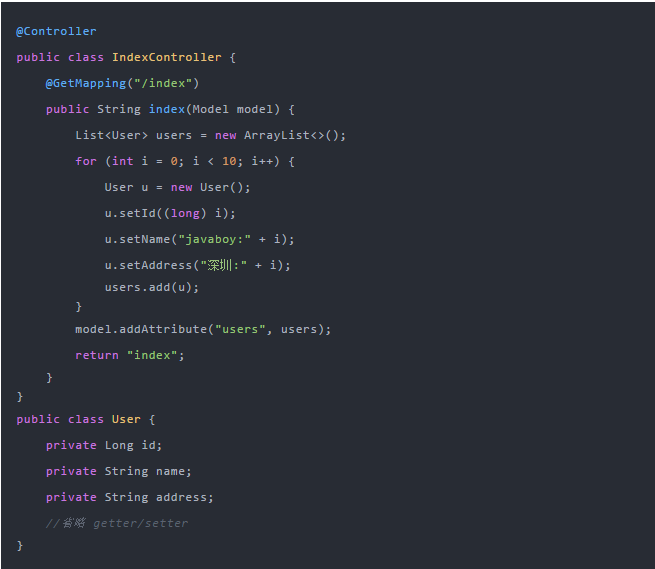 @Controller
public class IndexController {
    @GetMapping("/index")
    public String index(Model model) {
        List<User> users = new ArrayList<>();
        for (int i = 0; i < 10; i++) {
            User u = new User();
            u.setId((long) i);
            u.setName("javaboy:" + i);
            u.setAddress("深圳:" + i);
            users.add(u);
        }
        model.addAttribute("users", users);
        return "index";
    }
}
public class User {
    private Long id;
    private String name;
    private String address;
    //省略 getter/setter
}